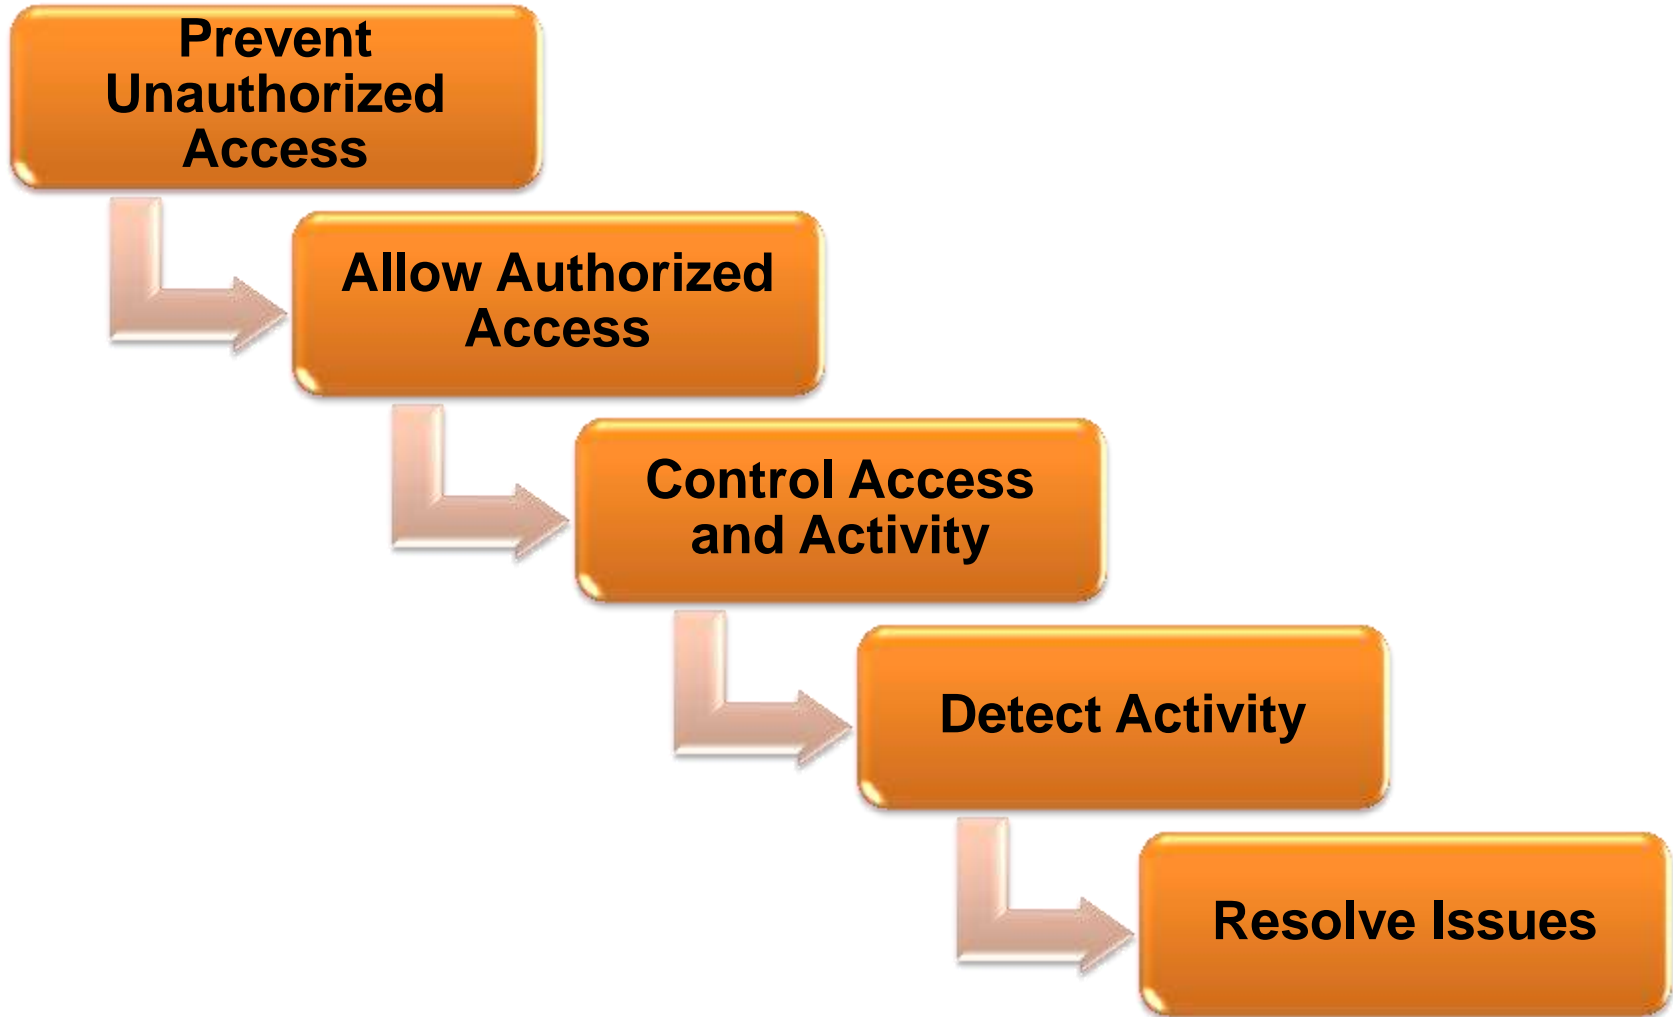 Prevent
Unauthorized
Access
Allow Authorized
Access
Control Access
and Activity
Detect Activity
Resolve Issues